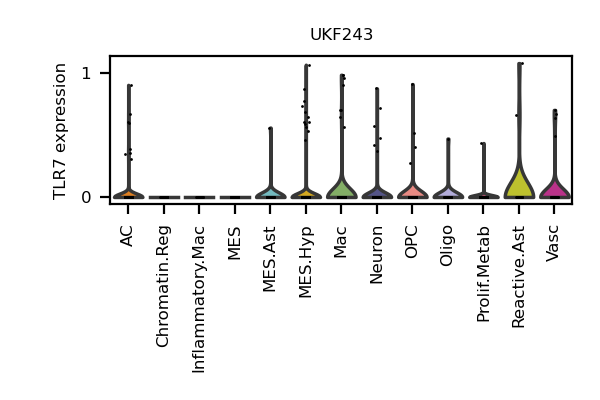 UKF243
TLR7 expression
1
0
AC
Chromatin.Reg
Inflammatory.Mac
MES
MES.Ast
MES.Hyp
Mac
Neuron
OPC
Oligo
Prolif.Metab
Reactive.Ast
Vasc